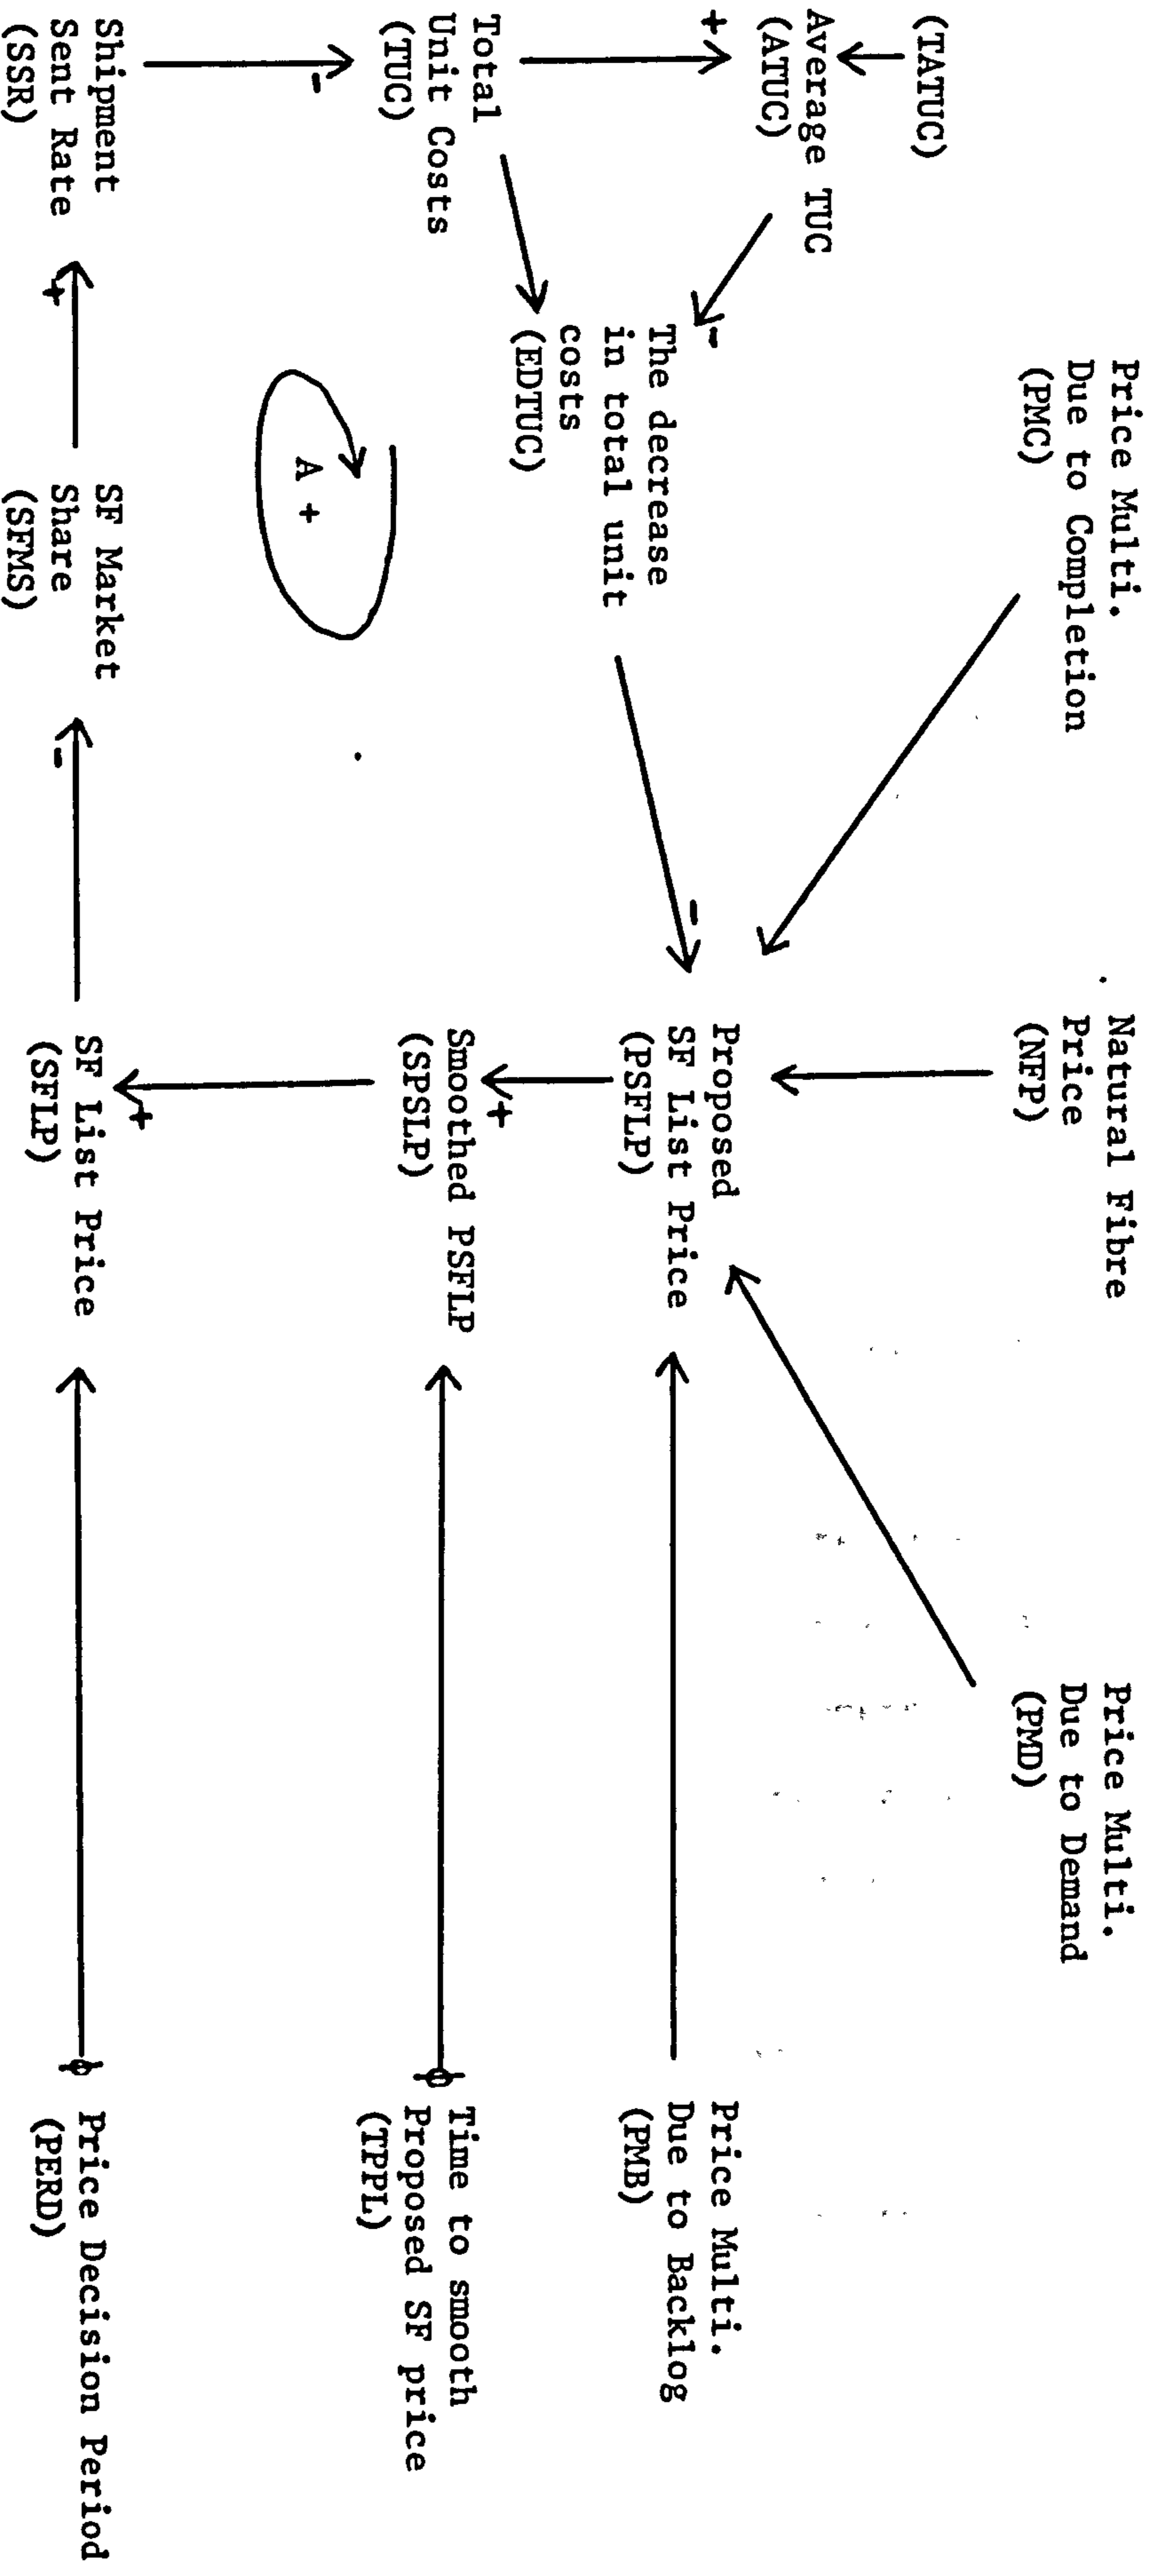 Price Multi.
Due to Completion
(PMC)
Natural Fibre
Price
(NFP)
Price Multi.
Due to Demand
(PMD)
(TATUC)
Average TUC
(ATUC)
+
-
The decrease
in total unit
costs
(EDTUC)
-
Proposed
SF List Price
(PSFLP)
Price Multi.
Due to Backlog
(PMB)
Total
Unit Costs
(TUC)
-
A +
+
Smoothed PSFLP
(SPSLP)
Time to smooth
Proposed SF price
(TPPL)
+
Shipment
Sent Rate
(SSR)
+
SF Market
Share
(SFMS)
-
SF List Price
(SFLP)
Price Decision Period
(PERD)